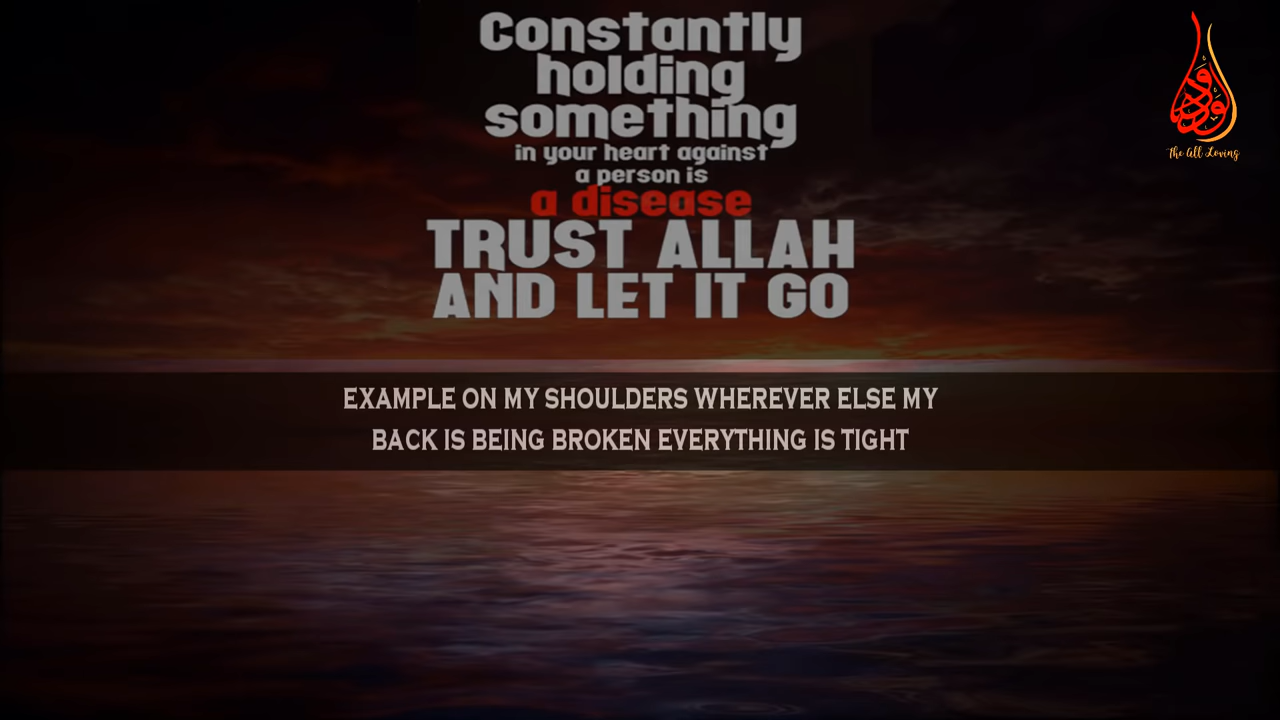 Constantly
holding
something
in your heart against
a person is
a disease
TRUST ALLAH
AND LET IT GO
The All Loving
EXAMPLE ON MY SHOULDERS WHEREVER ELSE MY
BACK IS BEING BROKEN EVERYTHING IS TIGHT